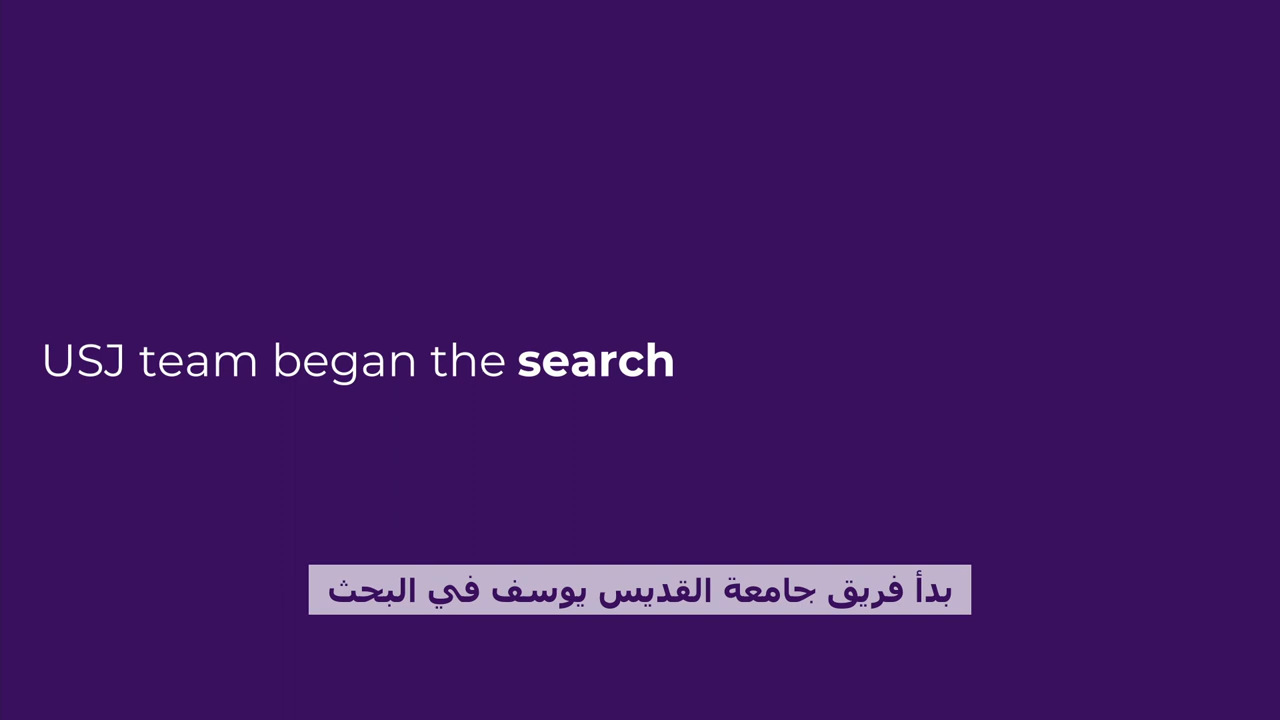 USJ team began the search
بدأ فريق جامعة القديس يوسف في البحث